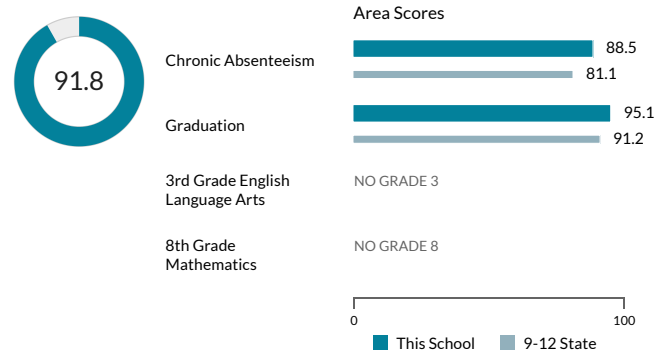 Area Scores
91.8
Chronic Absenteeism
88.5
81.1
Graduation
95.1
91.2
3rd Grade English
Language Arts
NO GRADE 3
8th Grade
Mathematics
NO GRADE 8
0
100
This School
9-12 State